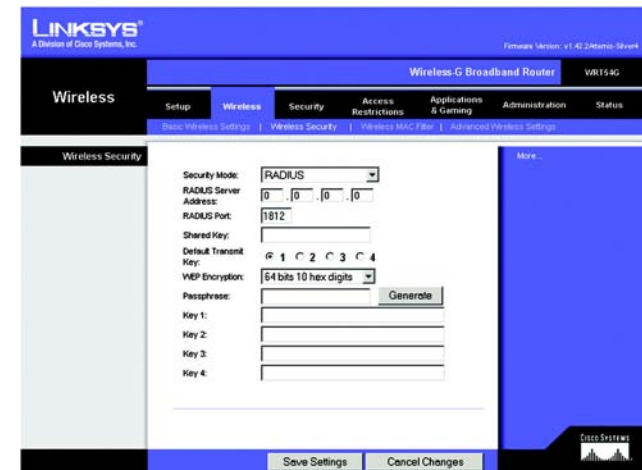 LINKSYS®
A Division of Cisco Systems, Inc.
Firmware Version: v1.42.2Artemis-Silver4
Wireless-G Broadband Router WRT54G
Wireless
Setup Wireless Security Access Restrictions Applications & Gaming Administration Status
Basic Wireless Settings | Wireless Security | Wireless MAC Filter | Advanced Wireless Settings
Wireless Security
More...
Security Mode: RADIUS
RADIUS Server Address: 0 . 0 . 0 . 0
RADIUS Port: 1812
Shared Key:
Default Transmit Key: 1 2 3 4
WEP Encryption: 64 bits 10 hex digits
Passphrase: Generate
Key 1:
Key 2:
Key 3:
Key 4:
CISCO SYSTEMS
Save Settings Cancel Changes